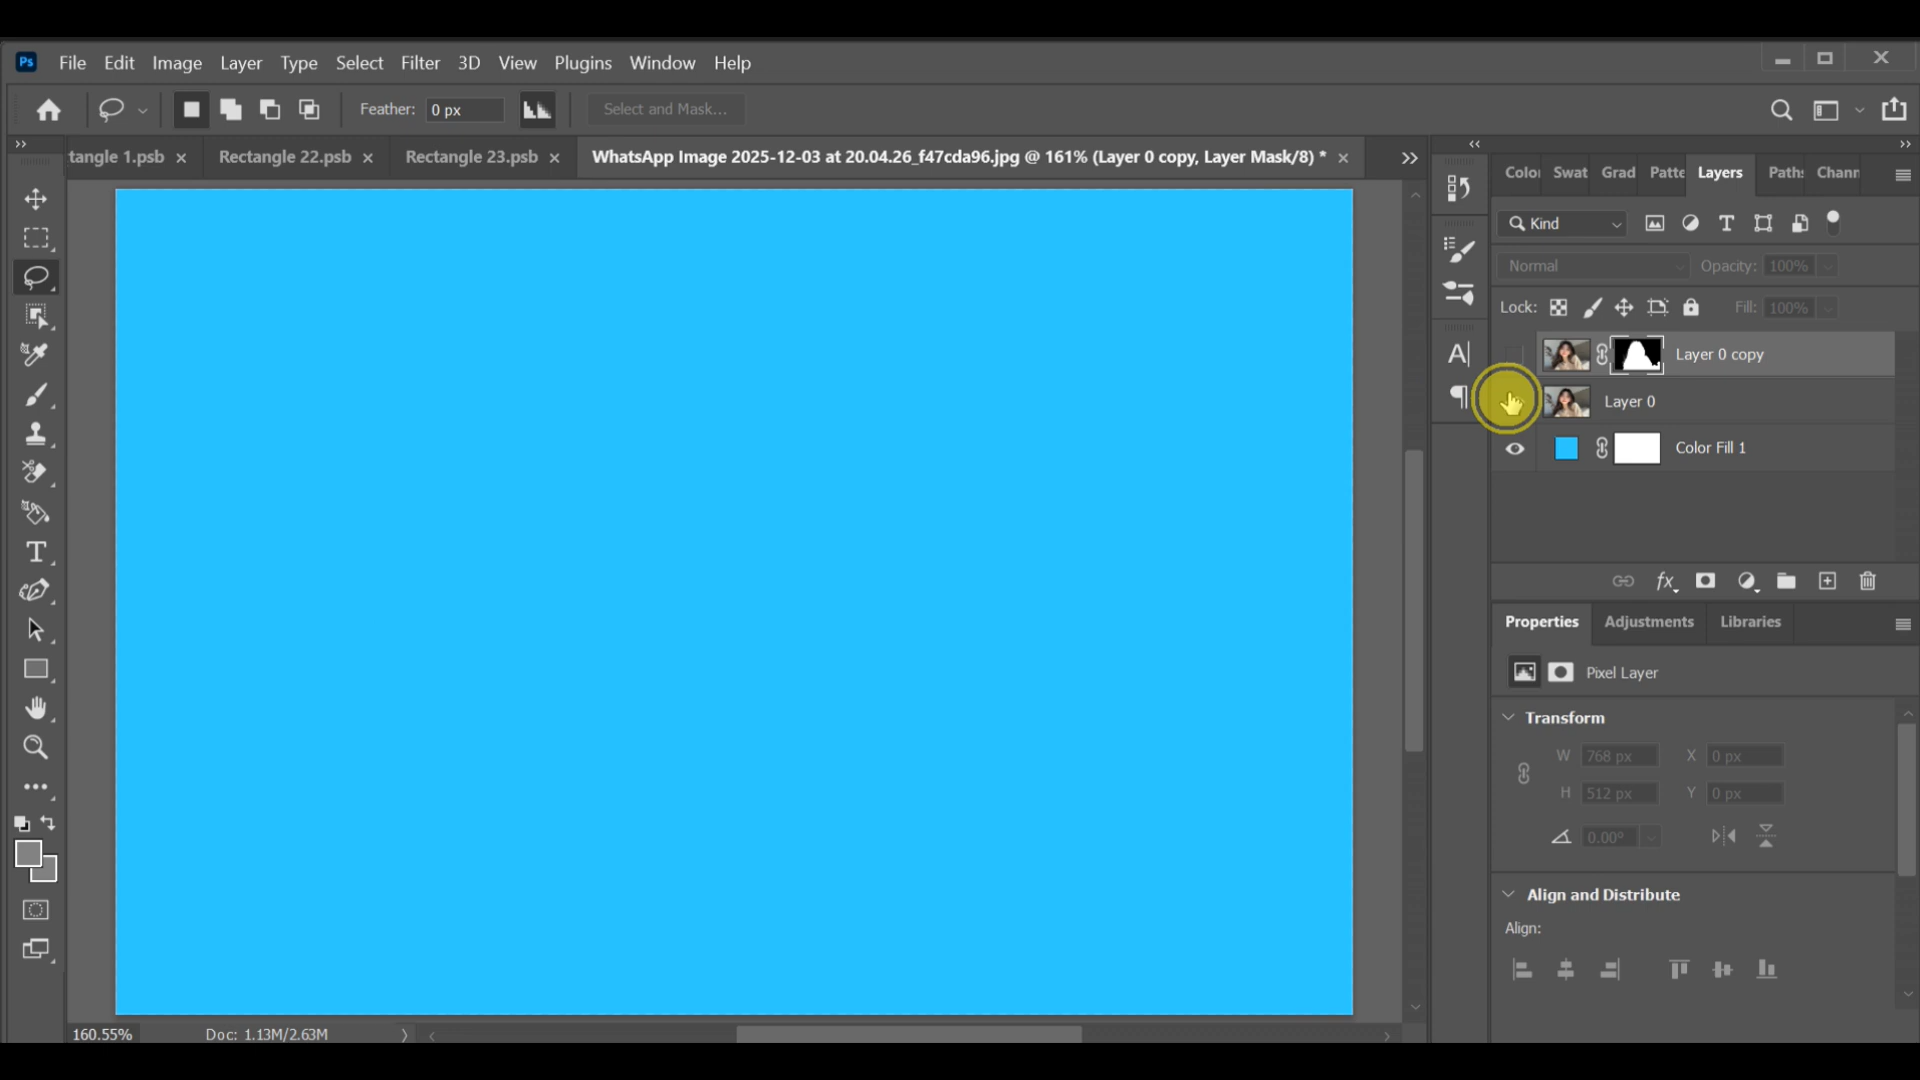 Ps File Edit Image Layer Type Select Filter 3D View Plugins Window Help
Feather: 0 px Select and Mask...
tangle 1.psb × Rectangle 22.psb × Rectangle 23.psb × WhatsApp Image 2025-12-03 at 20.04.26_f47cda96.jpg @ 161% (Layer 0 copy, Layer Mask/8) * ×
Color Swat Grad Patte Layers Paths Chann
Kind
Normal Opacity: 100%
Lock: Fill: 100%
Layer 0 copy
Layer 0
Color Fill 1
fx
Properties Adjustments Libraries
Pixel Layer
Transform
W 768 px X 0 px
H 512 px Y 0 px
0.00°
Align and Distribute
Align:
160.55% Doc: 1.13M/2.63M